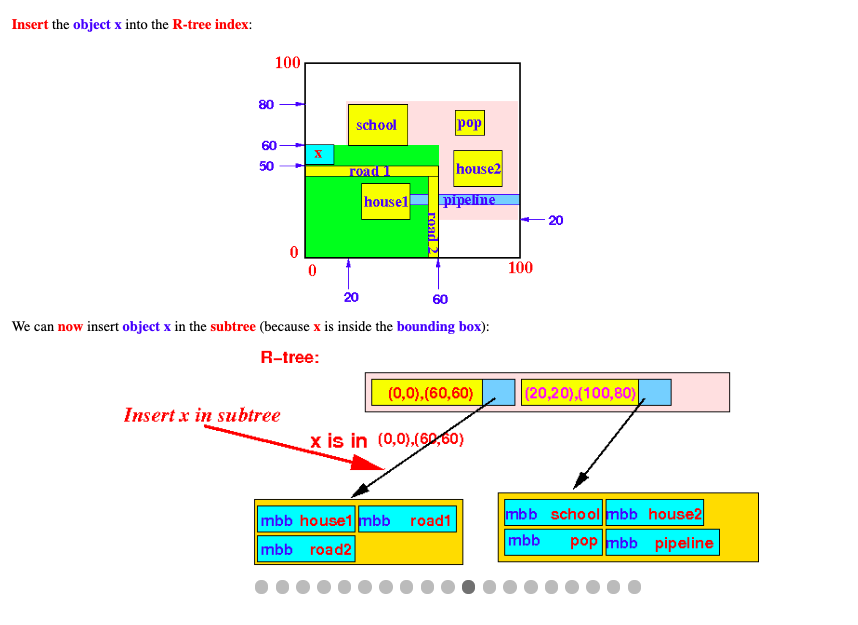 Insert the object x into the R-tree index:
100
80
school
pop
60
x
50
road 1
house2
house1
pipeline
road 2
20
0
0
100
20
60
We can now insert object x in the subtree (because x is inside the bounding box):
R-tree:
(0,0),(60,60) (20,20),(100,80)
Insert x in subtree
x is in (0,0),(60,60)
mbb house1 mbb road1
mbb road2
mbb school mbb house2
mbb pop mbb pipeline